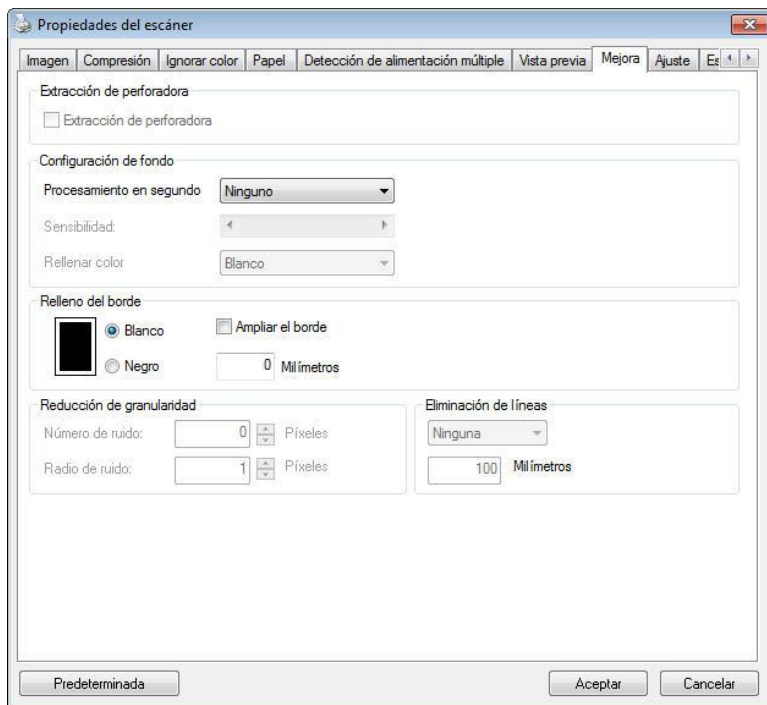 Propiedades del escáner
Imagen Compresión Ignorar color Papel Detección de alimentación múltiple Vista previa Mejora Ajuste Es
Extracción de perforadora
Extracción de perforadora
Configuración de fondo
Procesamiento en segundo Ninguno
Sensibilidad:
Rellenar color Blanco
Relleno del borde
Blanco Ampliar el borde
Negro 0 Milímetros
Reducción de granularidad Eliminación de líneas
Número de ruido: 0 Píxeles Ninguna
Radio de ruido: 1 Píxeles 100 Milímetros
Predeterminada Aceptar Cancelar